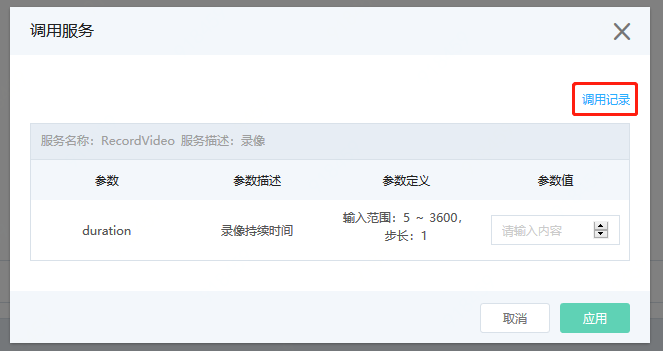 调用服务
调用记录
服务名称：RecordVideo 服务描述：录像
参数 参数描述 参数定义 参数值
duration 录像持续时间 输入范围：5 ~ 3600，
步长：1 请输入内容
取消 应用